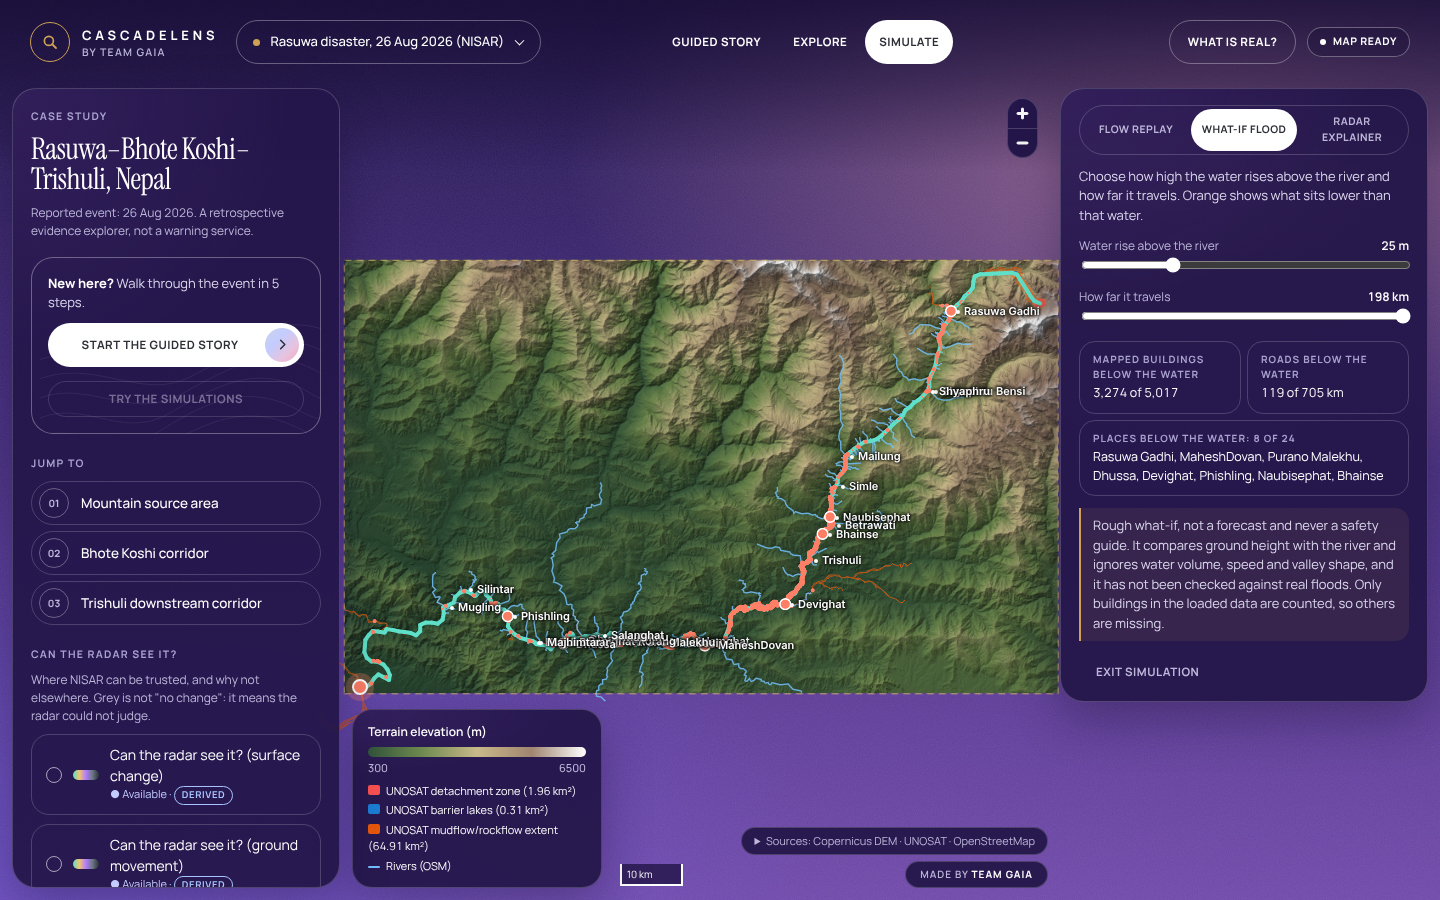 CASCADELENS
BY TEAM GAIA
Rasuwa disaster, 26 Aug 2026 (NISAR)
GUIDED STORY
EXPLORE
SIMULATE
WHAT IS REAL?
MAP READY
CASE STUDY
Rasuwa–Bhote Koshi–
Trishuli, Nepal
Reported event: 26 Aug 2026. A retrospective
evidence explorer, not a warning service.
New here? Walk through the event in 5
steps.
START THE GUIDED STORY
TRY THE SIMULATIONS
JUMP TO
01 Mountain source area
02 Bhote Koshi corridor
03 Trishuli downstream corridor
CAN THE RADAR SEE IT?
Where NISAR can be trusted, and why not
elsewhere. Grey is not "no change": it means the
radar could not judge.
Can the radar see it? (surface
change)
Available · DERIVED
Can the radar see it? (ground
movement)
Available · DERIVED
+
−
Rasuwa Gadhi
Shyaphru Bensi
Mailung
Simle
Naubisephat
Betrawati
Bhainse
Trishuli
Devighat
Silintar
Mugling
Phishling
Salanghat
Majhimtar
MaheshDovan
Terrain elevation (m)
300
6500
UNOSAT detachment zone (1.96 km²)
UNOSAT barrier lakes (0.31 km²)
UNOSAT mudflow/rockflow extent
(64.91 km²)
Rivers (OSM)
10 km
Sources: Copernicus DEM · UNOSAT · OpenStreetMap
MADE BY TEAM GAIA
FLOW REPLAY
WHAT-IF FLOOD
RADAR
EXPLAINER
Choose how high the water rises above the river and
how far it travels. Orange shows what sits lower than
that water.
Water rise above the river 25 m
How far it travels 198 km
MAPPED BUILDINGS
BELOW THE WATER
3,274 of 5,017
ROADS BELOW THE
WATER
119 of 705 km
PLACES BELOW THE WATER: 8 OF 24
Rasuwa Gadhi, MaheshDovan, Purano Malekhu,
Dhussa, Devighat, Phishling, Naubisephat, Bhainse
Rough what-if, not a forecast and never a safety
guide. It compares ground height with the river and
ignores water volume, speed and valley shape, and
it has not been checked against real floods. Only
buildings in the loaded data are counted, so others
are missing.
EXIT SIMULATION